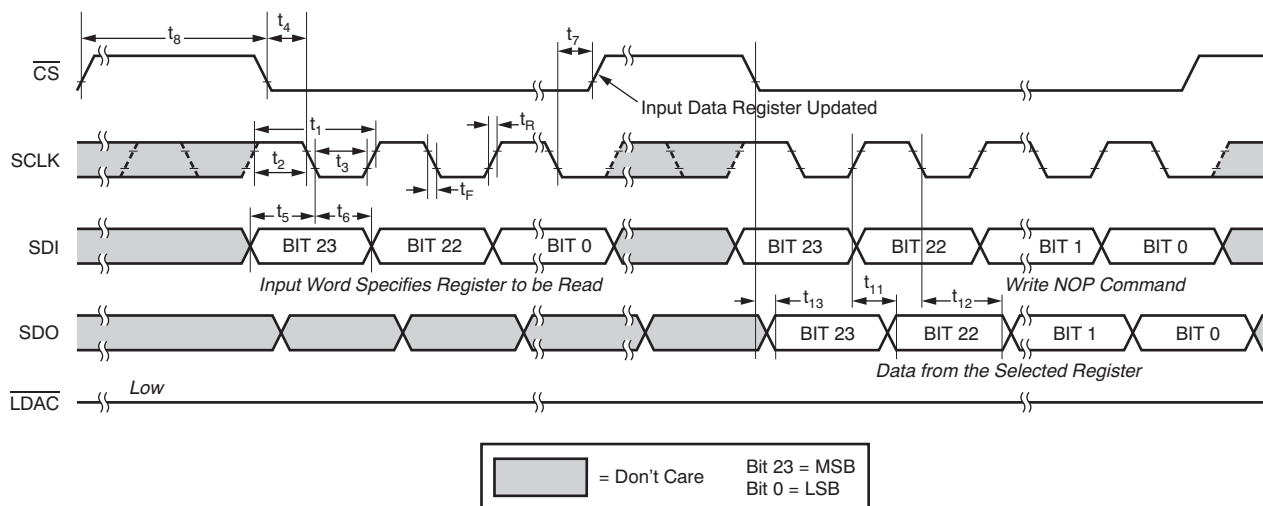 t8
t4
t7
CS
Input Data Register Updated
t1
tR
SCLK
t2
t3
tF
t5
t6
SDI
BIT 23
BIT 22
BIT 0
BIT 23
BIT 22
BIT 1
BIT 0
Input Word Specifies Register to be Read
Write NOP Command
t13
t11
t12
SDO
BIT 23
BIT 22
BIT 1
BIT 0
Data from the Selected Register
Low
LDAC
= Don't Care
Bit 23 = MSB
Bit 0 = LSB